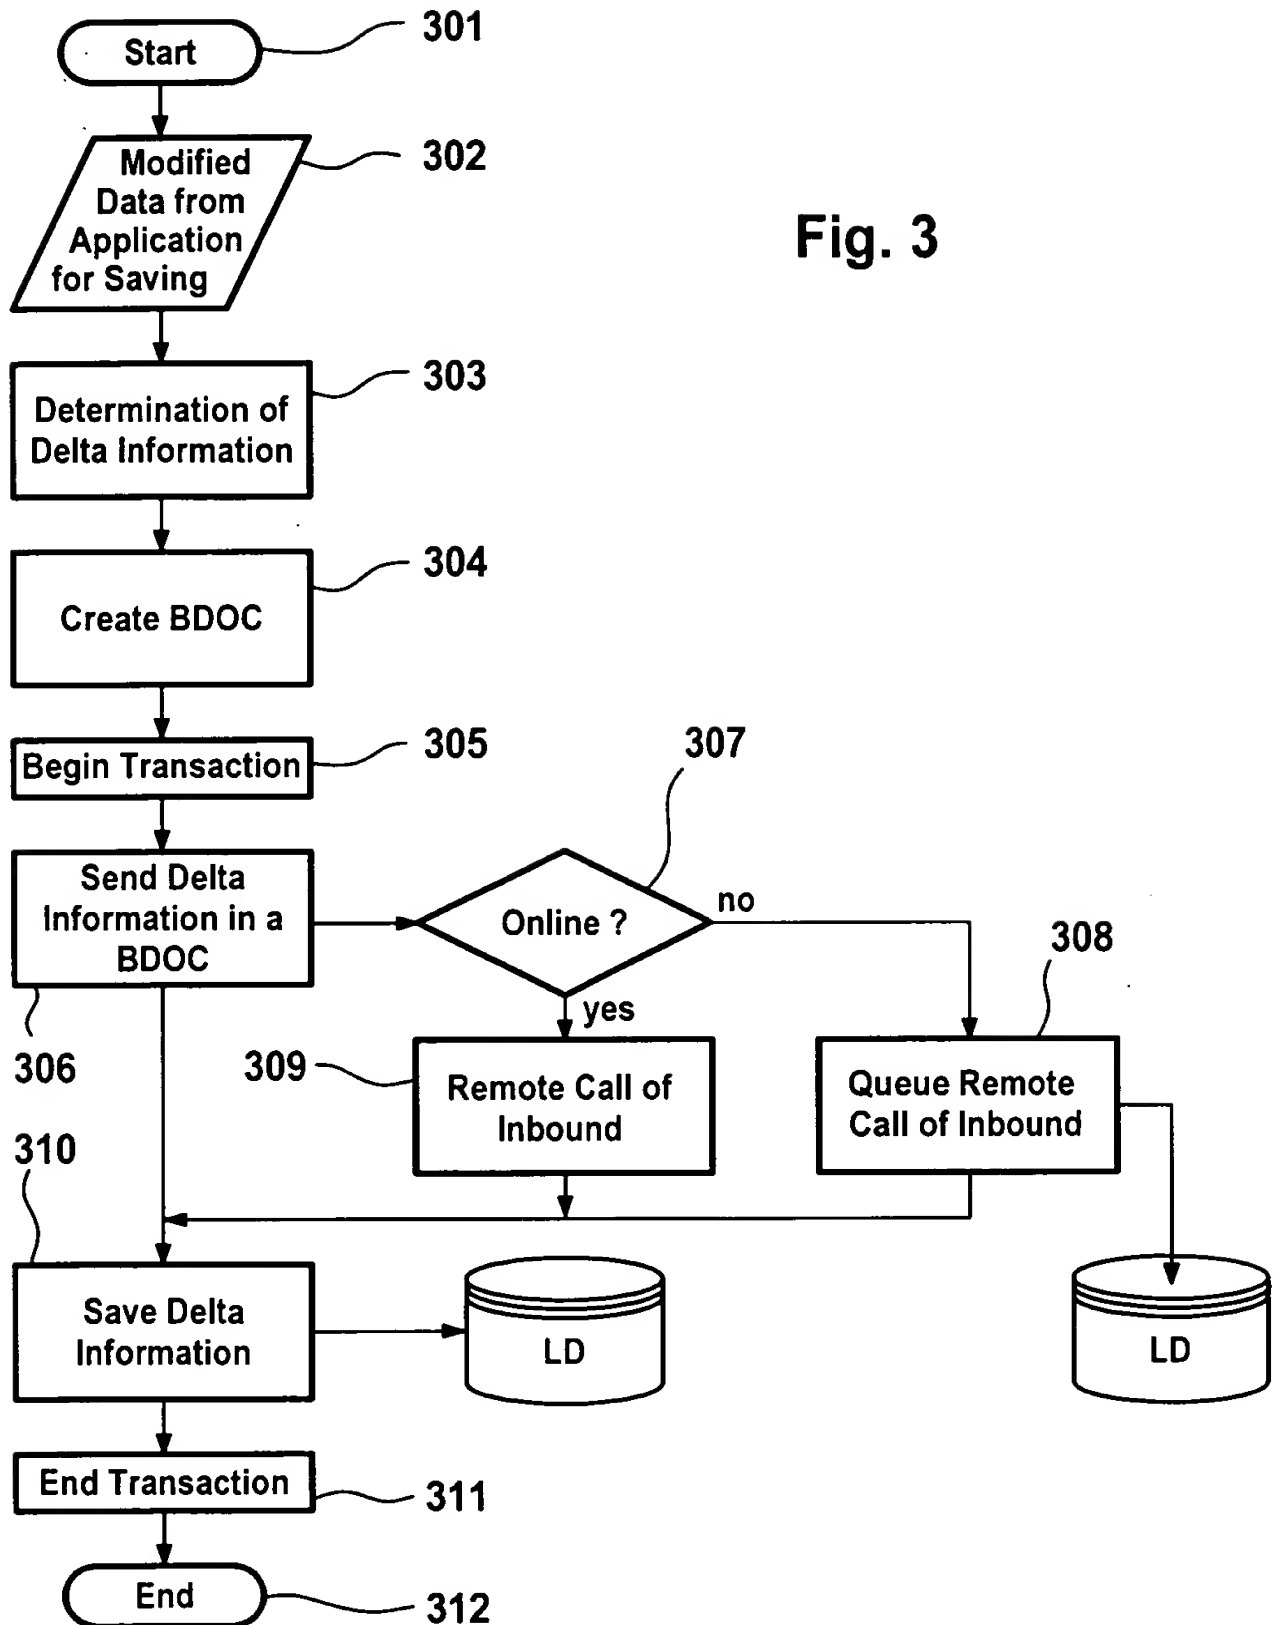 Start
301
Modified
Data from
Application
for Saving
302
Fig. 3
Determination of
Delta Information
303
Create BDOC
304
Begin Transaction
305
307
Send Delta
Information in a
BDOC
306
Online ?
no
yes
308
309
Remote Call of
Inbound
Queue Remote
Call of Inbound
310
Save Delta
Information
LD
LD
End Transaction
311
End
312